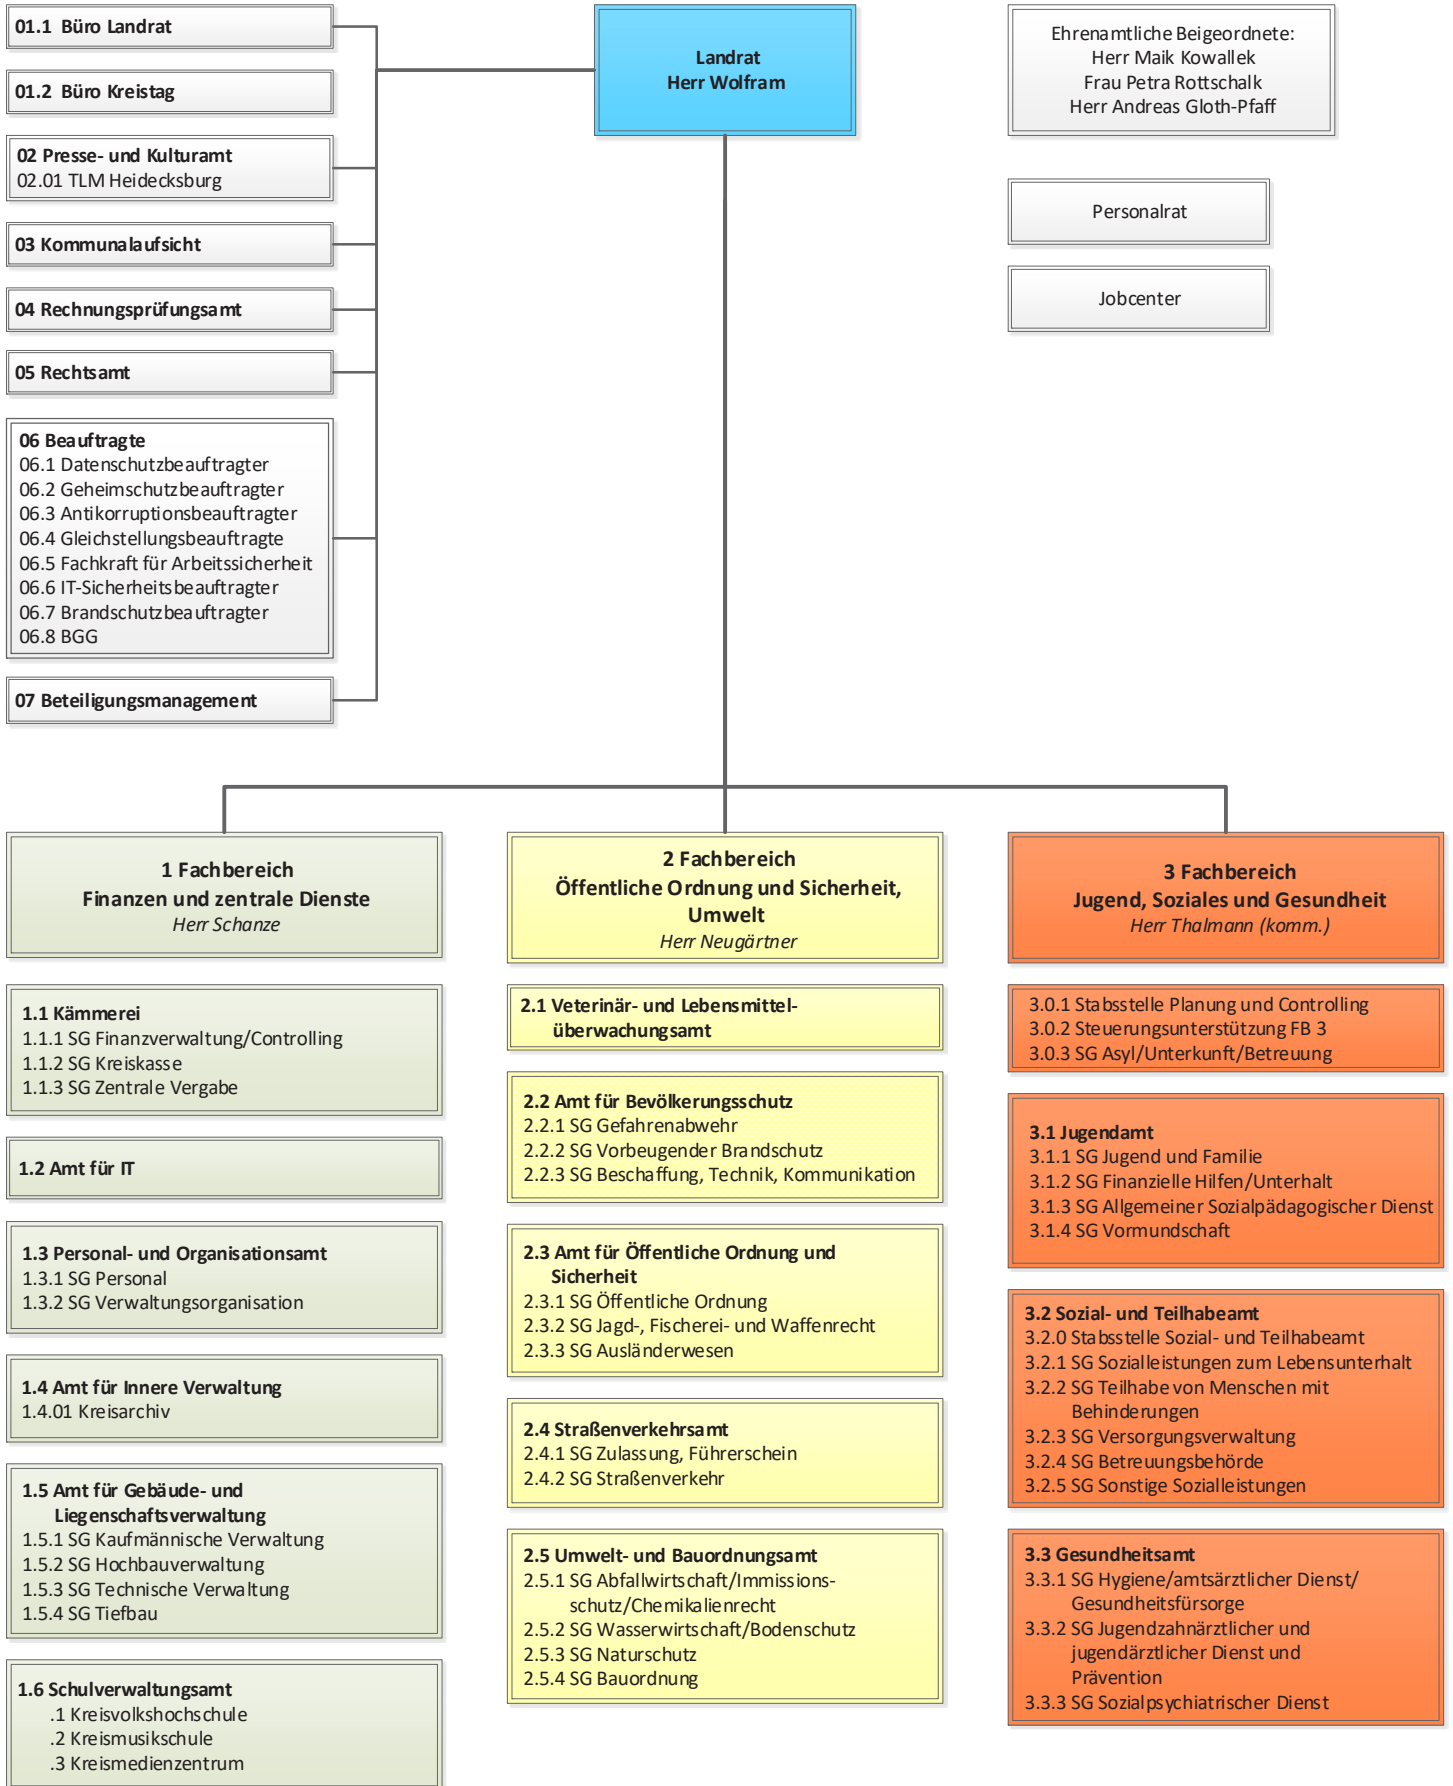 01.1 Büro Landrat
01.2 Büro Kreistag
02 Presse- und Kulturamt
02.01 TLM Heidecksburg
03 Kommunalaufsicht
04 Rechnungsprüfungsamt
05 Rechtsamt
06 Beauftragte
06.1 Datenschutzbeauftragter
06.2 Geheimschutzbeauftragter
06.3 Antikorruptionsbeauftragter
06.4 Gleichstellungsbeauftragte
06.5 Fachkraft für Arbeitssicherheit
06.6 IT-Sicherheitsbeauftragter
06.7 Brandschutzbeauftragter
06.8 BGG
07 Beteiligungsmanagement
Landrat
Herr Wolfram
Ehrenamtliche Beigeordnete:
Herr Maik Kowallek
Frau Petra Rottschalk
Herr Andreas Gloth-Pfaff
Personalrat
Jobcenter
1 Fachbereich
Finanzen und zentrale Dienste
Herr Schanze
1.1 Kämmerei
1.1.1 SG Finanzverwaltung/Controlling
1.1.2 SG Kreiskasse
1.1.3 SG Zentrale Vergabe
1.2 Amt für IT
1.3 Personal- und Organisationsamt
1.3.1 SG Personal
1.3.2 SG Verwaltungsorganisation
1.4 Amt für Innere Verwaltung
1.4.01 Kreisarchiv
1.5 Amt für Gebäude- und
Liegenschaftsverwaltung
1.5.1 SG Kaufmännische Verwaltung
1.5.2 SG Hochbauverwaltung
1.5.3 SG Technische Verwaltung
1.5.4 SG Tiefbau
1.6 Schulverwaltungsamt
.1 Kreisvolkshochschule
.2 Kreismusikschule
.3 Kreismedienzentrum
2 Fachbereich
Öffentliche Ordnung und Sicherheit,
Umwelt
Herr Neugärtner
2.1 Veterinär- und Lebensmittel-
überwachungsamt
2.2 Amt für Bevölkerungsschutz
2.2.1 SG Gefahrenabwehr
2.2.2 SG Vorbeugender Brandschutz
2.2.3 SG Beschaffung, Technik, Kommunikation
2.3 Amt für Öffentliche Ordnung und
Sicherheit
2.3.1 SG Öffentliche Ordnung
2.3.2 SG Jagd-, Fischerei- und Waffenrecht
2.3.3 SG Ausländerwesen
2.4 Straßenverkehrsamt
2.4.1 SG Zulassung, Führerschein
2.4.2 SG Straßenverkehr
2.5 Umwelt- und Bauordnungsamt
2.5.1 SG Abfallwirtschaft/Immissions-
schutz/Chemikalienrecht
2.5.2 SG Wasserwirtschaft/Bodenschutz
2.5.3 SG Naturschutz
2.5.4 SG Bauordnung
3 Fachbereich
Jugend, Soziales und Gesundheit
Herr Thalmann (komm.)
3.0.1 Stabsstelle Planung und Controlling
3.0.2 Steuerungsunterstützung FB 3
3.0.3 SG Asyl/Unterkunft/Betreuung
3.1 Jugendamt
3.1.1 SG Jugend und Familie
3.1.2 SG Finanzielle Hilfen/Unterhalt
3.1.3 SG Allgemeiner Sozialpädagogischer Dienst
3.1.4 SG Vormundschaft
3.2 Sozial- und Teilhabeamt
3.2.0 Stabsstelle Sozial- und Teilhabeamt
3.2.1 SG Sozialleistungen zum Lebensunterhalt
3.2.2 SG Teilhabe von Menschen mit
Behinderungen
3.2.3 SG Versorgungsverwaltung
3.2.4 SG Betreuungsbehörde
3.2.5 SG Sonstige Sozialleistungen
3.3 Gesundheitsamt
3.3.1 SG Hygiene/amtsärztlicher Dienst/
Gesundheitsfürsorge
3.3.2 SG Jugendzahnärztlicher und
jugendärztlicher Dienst und
Prävention
3.3.3 SG Sozialpsychiatrischer Dienst